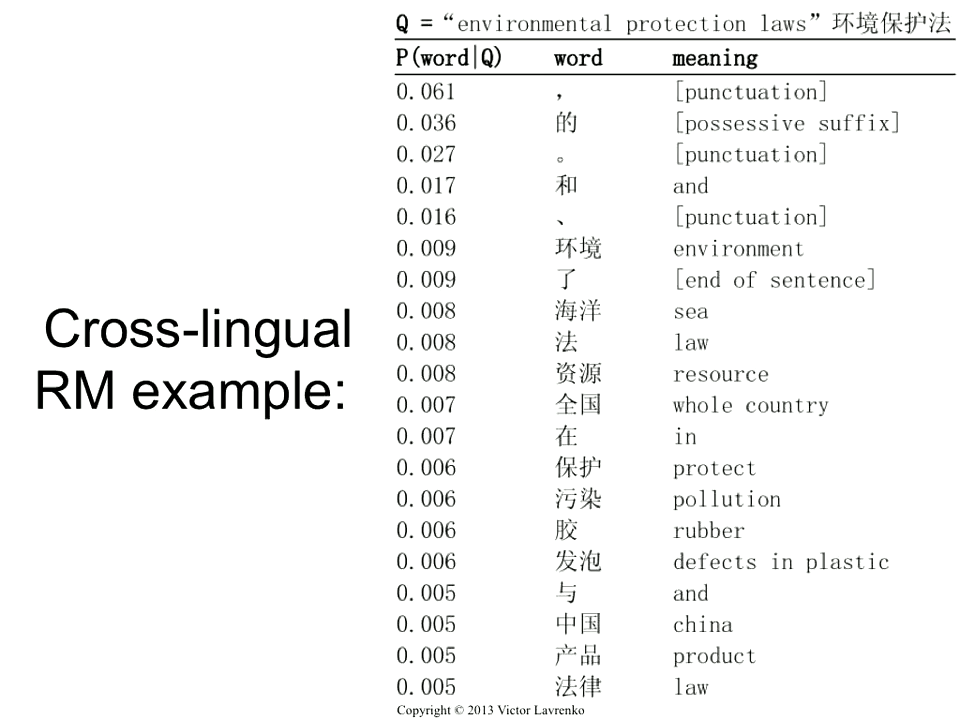 Cross-lingual
RM example:
Q = “environmental protection laws” 环境保护法
P(word|Q) word meaning
0.061 , [punctuation]
0.036 的 [possessive suffix]
0.027 。 [punctuation]
0.017 和 and
0.016 、 [punctuation]
0.009 环境 environment
0.009 了 [end of sentence]
0.008 海洋 sea
0.008 法 law
0.008 资源 resource
0.007 全国 whole country
0.007 在 in
0.006 保护 protect
0.006 污染 pollution
0.006 胶 rubber
0.006 发泡 defects in plastic
0.005 与 and
0.005 中国 china
0.005 产品 product
0.005 法律 law
Copyright © 2013 Victor Lavrenko